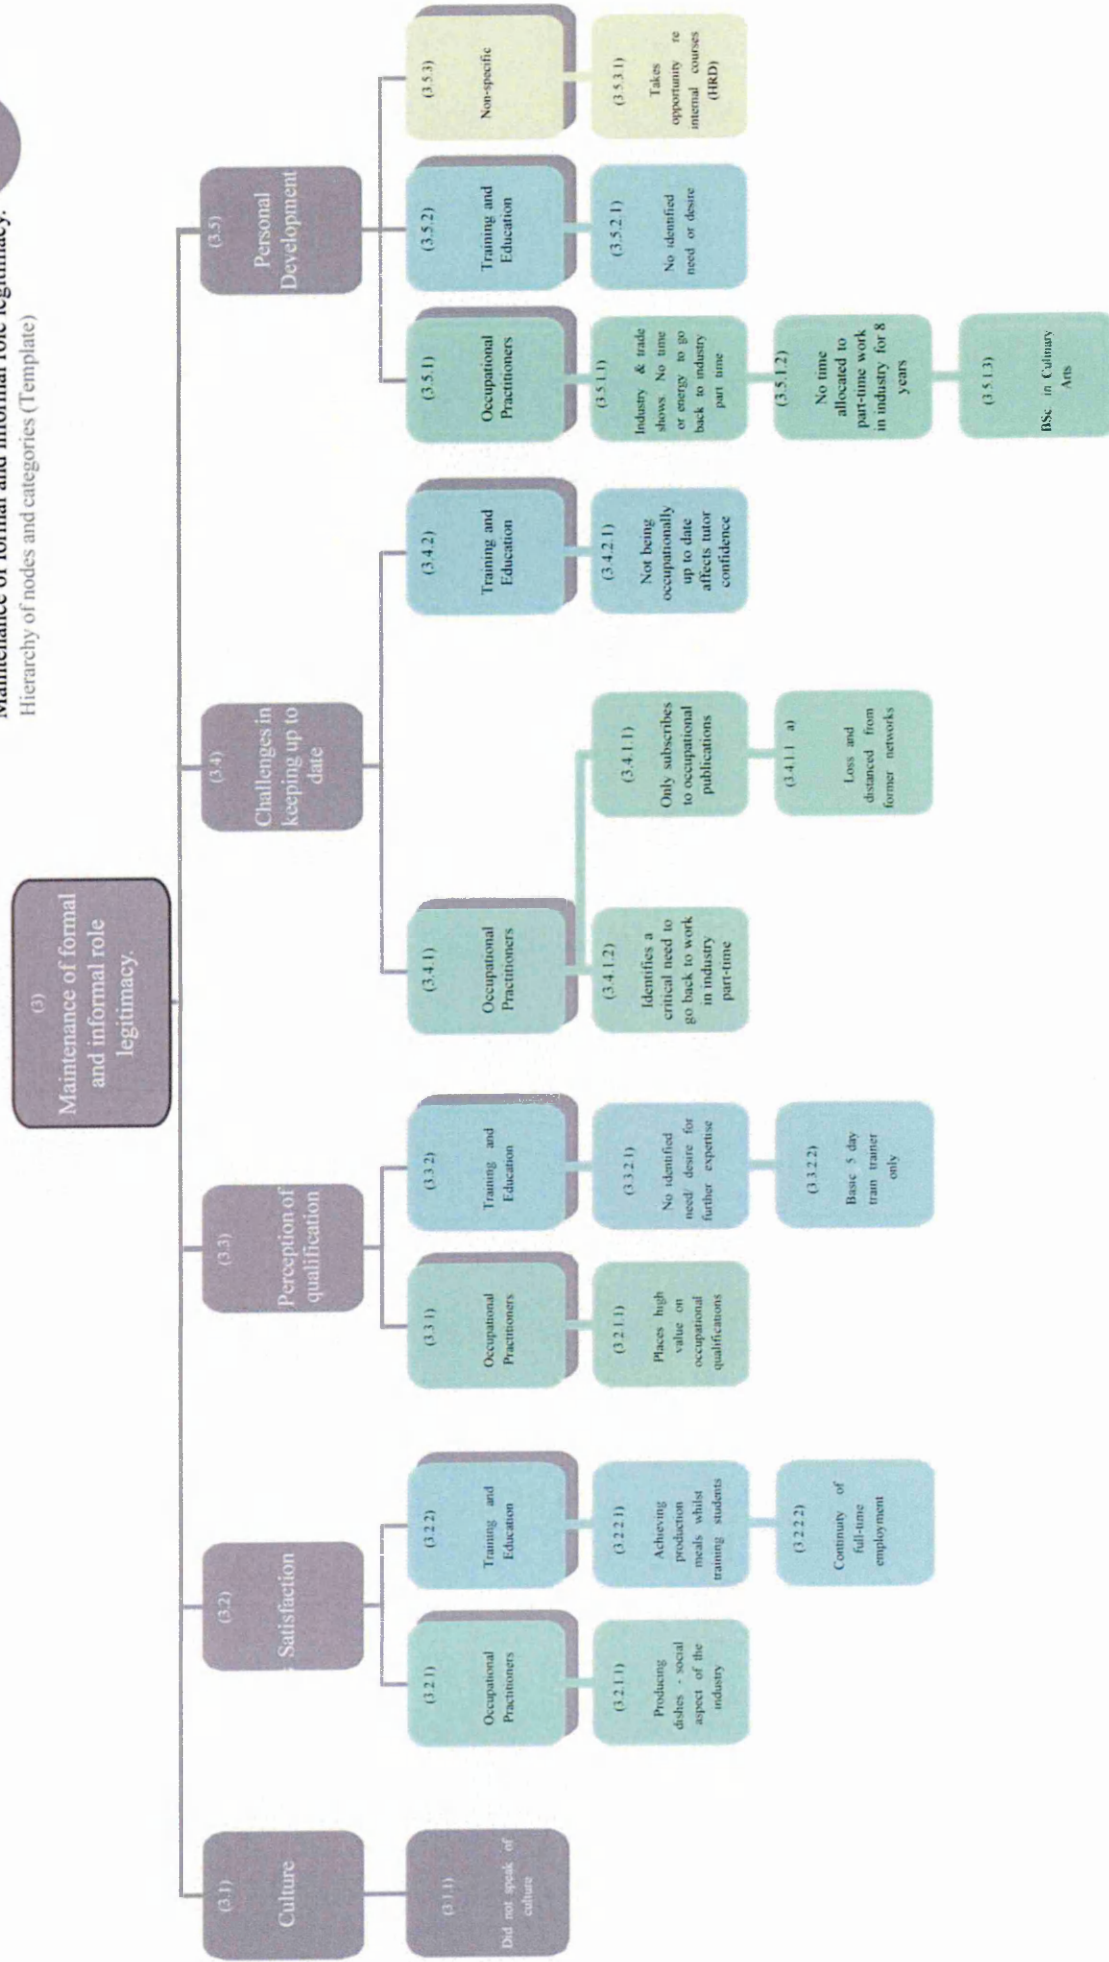 Maintenance of formal and informal role legitimacy.
Hierarchy of nodes and categories (Template)
(3)
Maintenance of formal
and informal role
legitimacy.
(3.1)
Culture
(3.1.1)
Did not speak of
culture
(3.2)
Satisfaction
(3.2.1)
Occupational
Practitioners
(3.2.1.1)
Producing
dishes - social
aspect of the
industry
(3.2.2)
Training and
Education
(3.2.2.1)
Achieving
production
meals whilst
training students
(3.2.2.2)
Continuity of
full-time
employment
(3.3)
Perception of
qualification
(3.3.1)
Occupational
Practitioners
(3.2.1.1)
Places high
value on
occupational
qualifications
(3.3.2)
Training and
Education
(3.3.2.1)
No identified
need/ desire for
further expertise
(3.3.2.2)
Basic 5 day
train trainer
only
(3.4)
Challenges in
keeping up to
date
(3.4.1)
Occupational
Practitioners
(3.4.1.2)
Identifies a
critical need to
go back to work
in industry
part-time
(3.4.1.1)
Only subscribes
to occupational
publications
(3.4.1.1 a)
Loss and
distanced from
former networks
(3.4.2)
Training and
Education
(3.4.2.1)
Not being
occupationally
up to date
affects tutor
confidence
(3.5)
Personal
Development
(3.5.1)
Occupational
Practitioners
(3.5.1.1)
Industry & trade
shows. No time
or energy to go
back to industry
part time
(3.5.1.2)
No time
allocated to
part-time work
in industry for 8
years
(3.5.1.3)
BSc in Culinary
Arts
(3.5.2)
Training and
Education
(3.5.2.1)
No identified
need or desire
(3.5.3)
Non-specific
(3.5.3.1)
Takes
opportunity re
internal courses
(HRD)